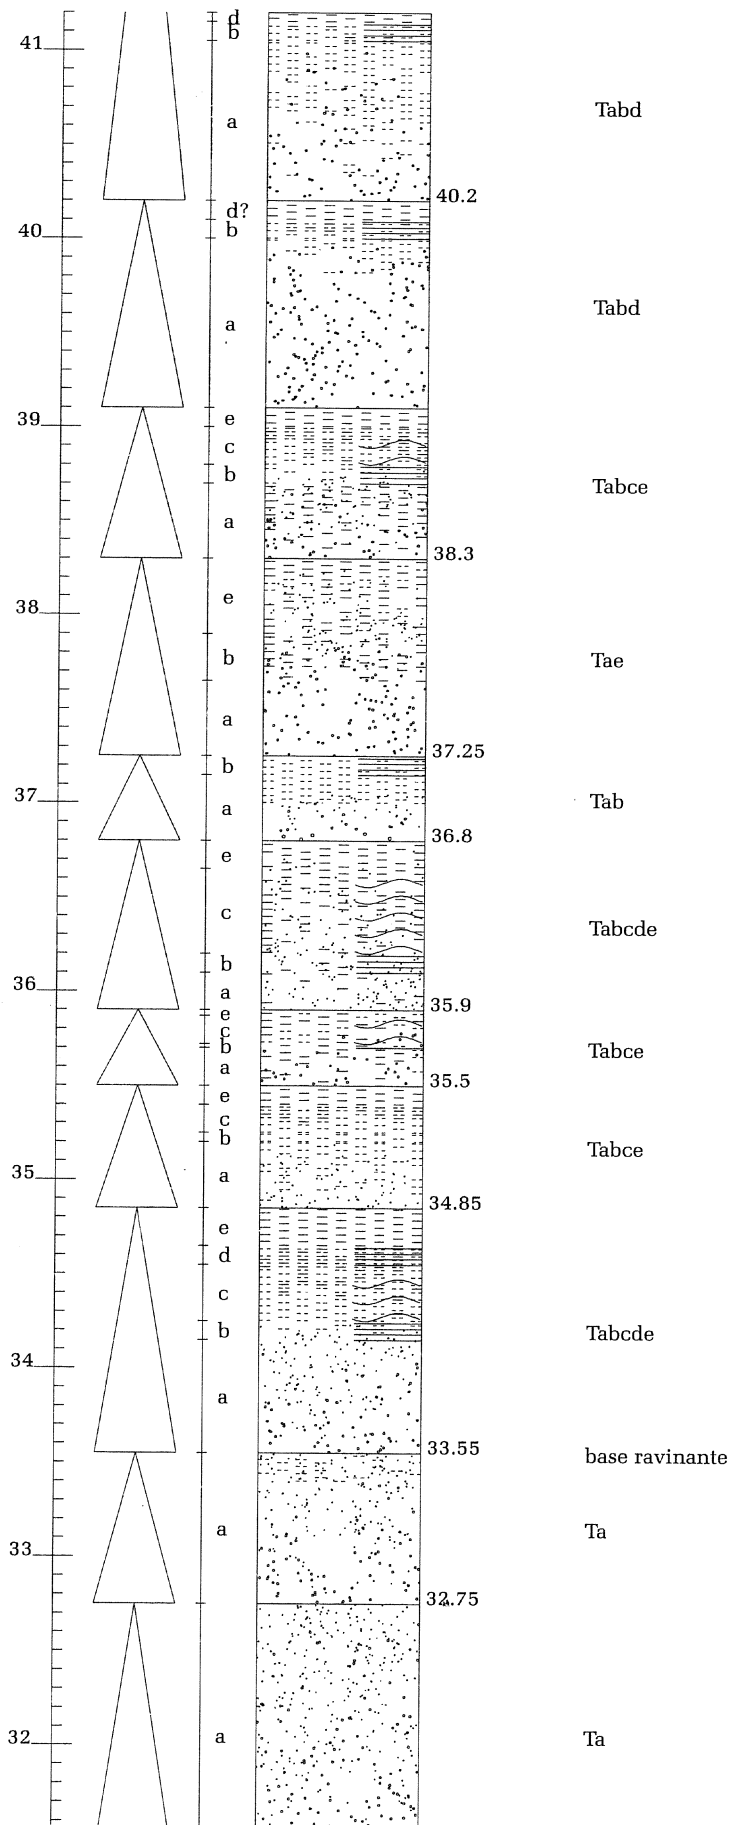 d
b
41
a
Tabd
40.2
d?
b
40
a
Tabd
39
e
c
b
Tabce
a
38.3
38
e
b
Tae
a
37.25
b
37
a
Tab
36.8
e
c
Tabcde
b
36
a
35.9
e
c
b
Tabce
a
35.5
e
c
b
Tabce
35
a
34.85
e
d
c
b
Tabcde
34
a
33.55
base ravinante
a
Ta
33
32.75
32
a
Ta